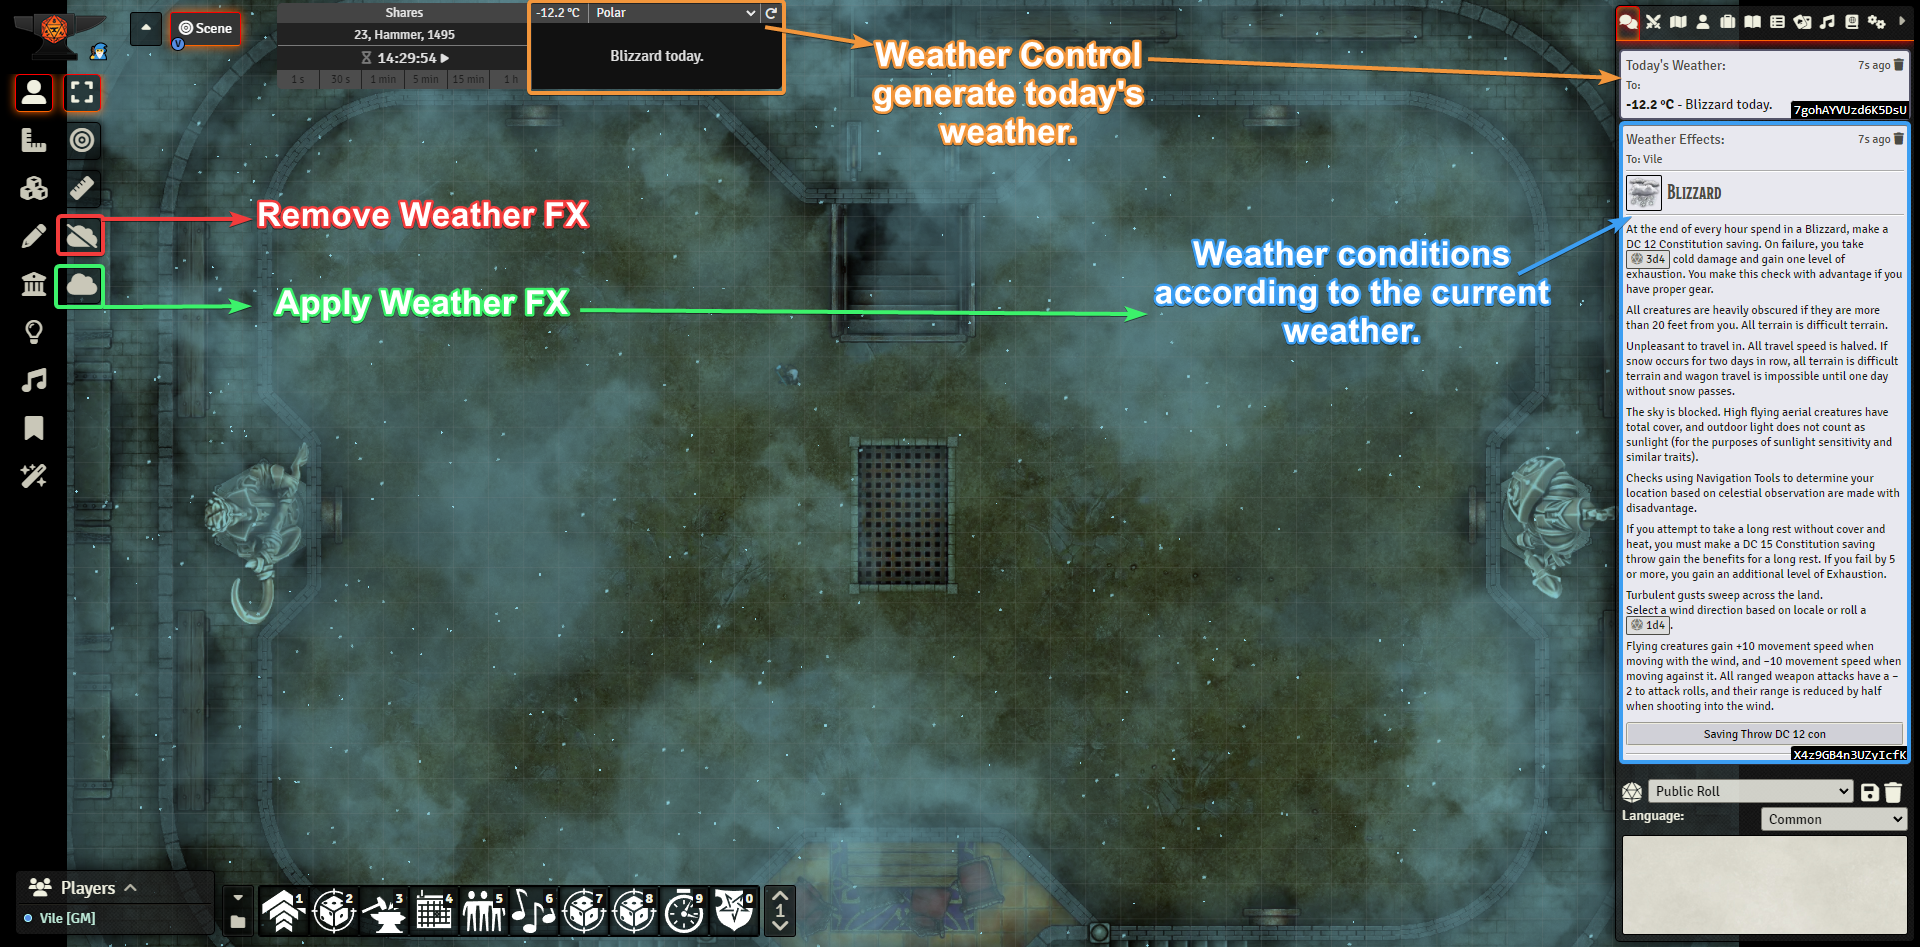 Scene
Shares
23, Hammer, 1495
14:29:54
1 s
30 s
1 min
5 min
15 min
1 h
-12.2 °C
Polar
Blizzard today.
Weather Control
generate today's
weather.
Remove Weather FX
Apply Weather FX
Weather conditions
according to the current
weather.
Today's Weather:
7s ago
To:
-12.2 °C - Blizzard today.
7gohAYVUzd6K5DsU
Weather Effects:
7s ago
To: Vile
Blizzard
At the end of every hour spend in a Blizzard, make a
DC 12 Constitution saving. On failure, you take
3d4 cold damage and gain one level of
exhaustion. You make this check with advantage if you
have proper gear.
All creatures are heavily obscured if they are more
than 20 feet from you. All terrain is difficult terrain.
Unpleasant to travel in. All travel speed is halved. If
snow occurs for two days in row, all terrain is difficult
terrain and wagon travel is impossible until one day
without snow passes.
The sky is blocked. High flying aerial creatures have
total cover, and outdoor light does not count as
sunlight (for the purposes of sunlight sensitivity and
similar traits).
Checks using Navigation Tools to determine your
location based on celestial observation are made with
disadvantage.
If you attempt to take a long rest without cover and
heat, you must make a DC 15 Constitution saving
throw gain the benefits for a long rest. If you fail by 5
or more, you gain an additional level of Exhaustion.
Turbulent gusts sweep across the land.
Select a wind direction based on locale or roll a
1d4.
Flying creatures gain +10 movement speed when
moving with the wind, and −10 movement speed when
moving against it. All ranged weapon attacks have a −
2 to attack rolls, and their range is reduced by half
when shooting into the wind.
Saving Throw DC 12 con
X4z9GB4n3UZyIcfK
Public Roll
Language:
Common
Players
Vile [GM]
1
2
3
4
5
6
7
8
9
0
1
V